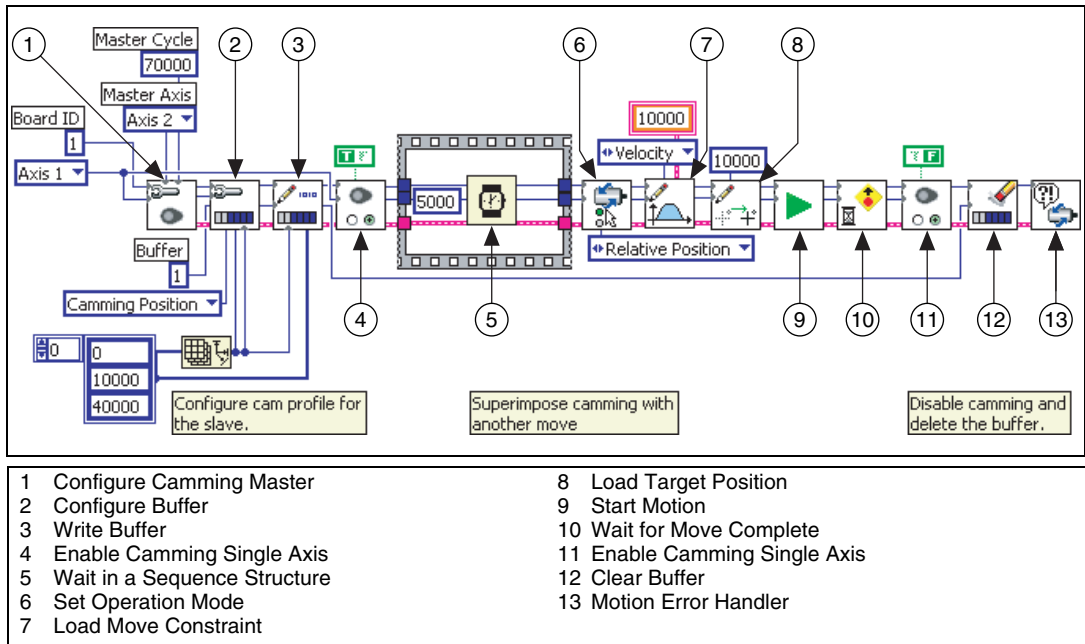 Master Cycle
70000
Master Axis
Axis 2
Board ID
1
Axis 1
1
2
3
T
Buffer
1
Camming Position
0
0
10000
40000
Configure cam profile for
the slave.
4
5000
5
Superimpose camming with
another move
6
7
8
10000
Velocity
10000
Relative Position
F
9
10
11
12
13
Disable camming and
delete the buffer.
1 Configure Camming Master
2 Configure Buffer
3 Write Buffer
4 Enable Camming Single Axis
5 Wait in a Sequence Structure
6 Set Operation Mode
7 Load Move Constraint
8 Load Target Position
9 Start Motion
10 Wait for Move Complete
11 Enable Camming Single Axis
12 Clear Buffer
13 Motion Error Handler